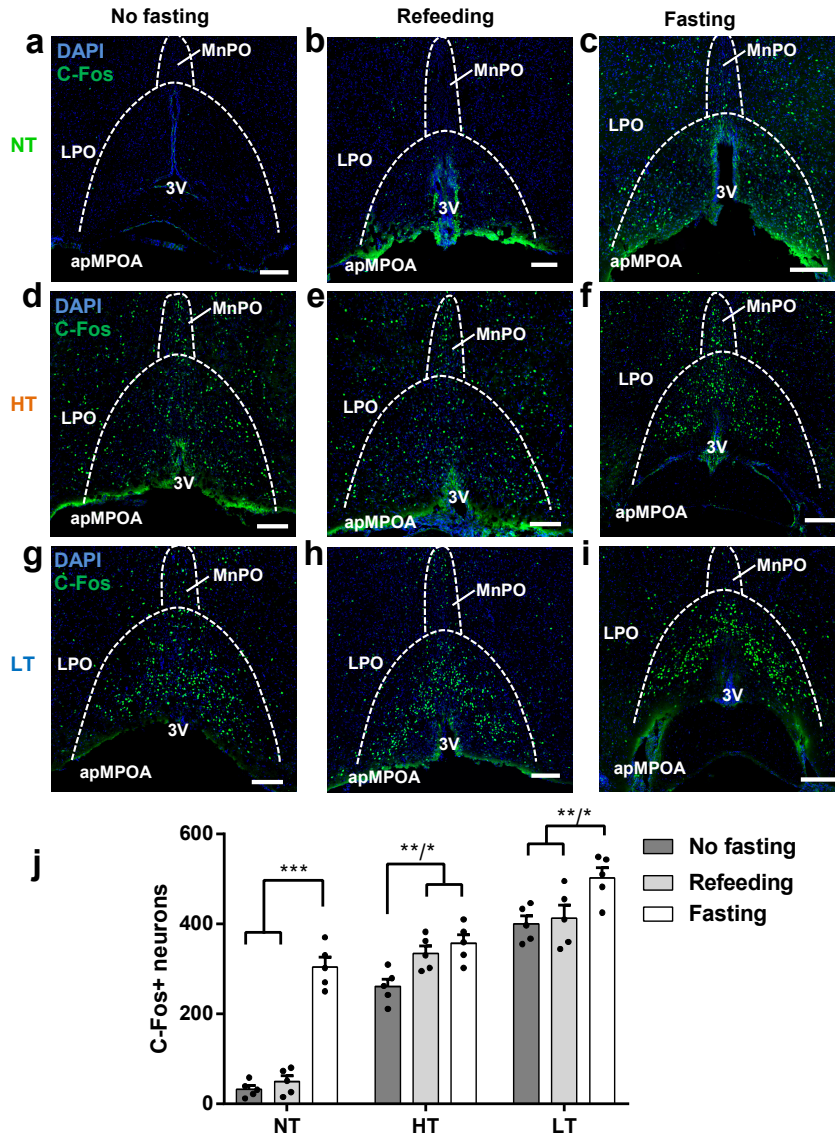 No fasting
Refeeding
Fasting
a
DAPI
C-Fos
MnPO
LPO
3V
apMPOA
b
MnPO
LPO
3V
apMPOA
c
MnPO
LPO
3V
apMPOA
NT
d
DAPI
C-Fos
MnPO
LPO
3V
apMPOA
e
MnPO
LPO
3V
apMPOA
f
MnPO
LPO
3V
apMPOA
HT
g
DAPI
C-Fos
MnPO
LPO
3V
apMPOA
h
MnPO
LPO
3V
apMPOA
i
MnPO
LPO
3V
apMPOA
LT
j
C-Fos+ neurons
600
400
200
0
***
**/*
**/*
No fasting
Refeeding
Fasting
NT
HT
LT